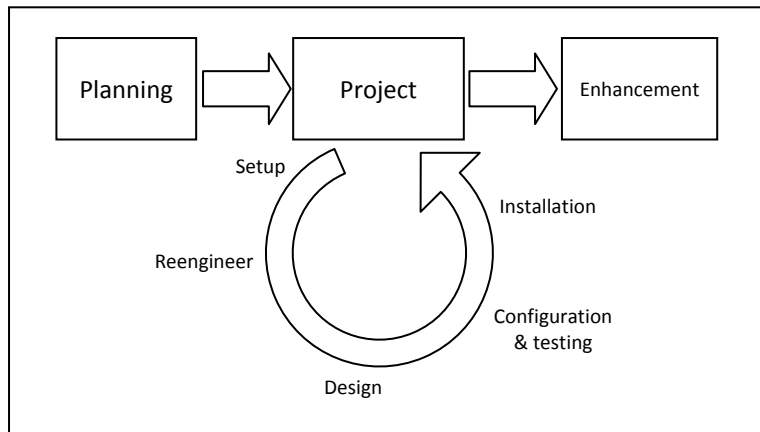 Planning
Project
Enhancement
Setup
Installation
Reengineer
Configuration
& testing
Design